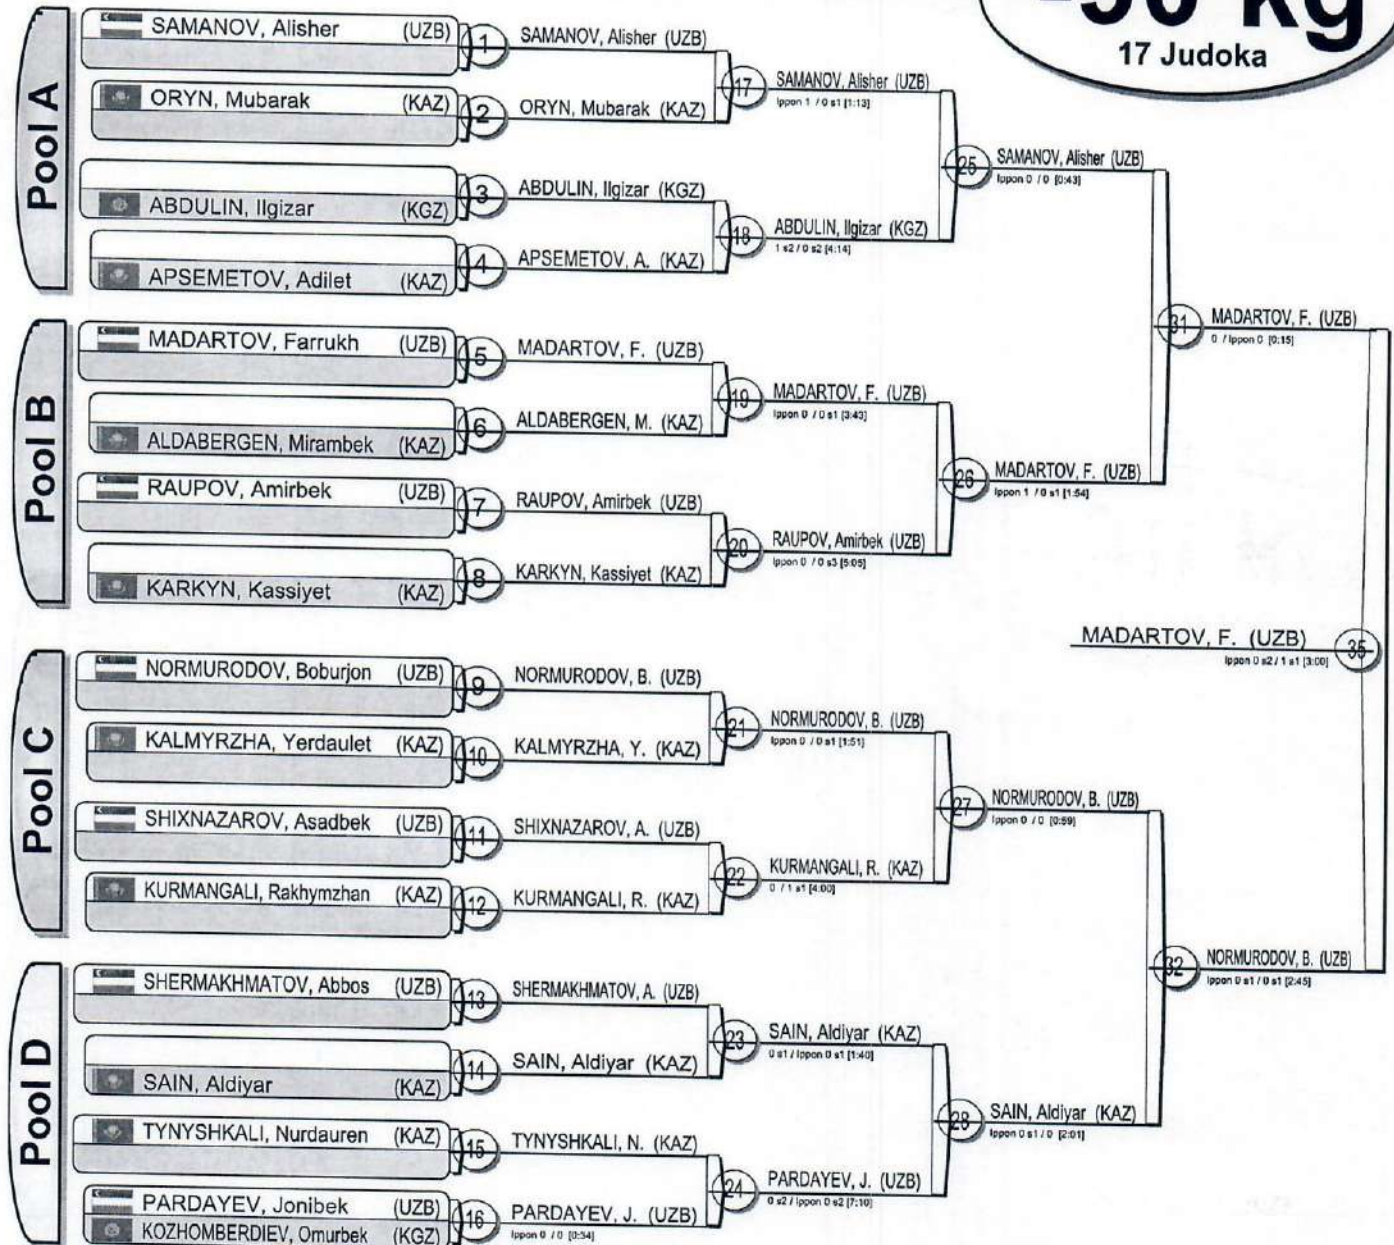 -90 kg
17 Judoka
Pool A
SAMANOV, Alisher (UZB)
1
SAMANOV, Alisher (UZB)
ORYN, Mubarak (KAZ)
2
ORYN, Mubarak (KAZ)
17
SAMANOV, Alisher (UZB)
Ippon 1 / 0 s1 [1:13]
ABDULIN, Ilgizar (KGZ)
3
ABDULIN, Ilgizar (KGZ)
APSEMETOV, Adilet (KAZ)
4
APSEMETOV, A. (KAZ)
18
ABDULIN, Ilgizar (KGZ)
1 s2 / 0 s2 [4:14]
25
SAMANOV, Alisher (UZB)
Ippon 0 / 0 [0:43]
Pool B
MADARTOV, Farrukh (UZB)
5
MADARTOV, F. (UZB)
ALDABERGEN, Mirambek (KAZ)
6
ALDABERGEN, M. (KAZ)
19
MADARTOV, F. (UZB)
Ippon 0 / 0 s1 [3:43]
RAUPOV, Amirbek (UZB)
7
RAUPOV, Amirbek (UZB)
KARKYN, Kassiyet (KAZ)
8
KARKYN, Kassiyet (KAZ)
20
RAUPOV, Amirbek (UZB)
Ippon 0 / 0 s3 [5:05]
26
MADARTOV, F. (UZB)
Ippon 1 / 0 s1 [1:54]
31
MADARTOV, F. (UZB)
0 / Ippon 0 [0:15]
MADARTOV, F. (UZB)
35
Ippon 0 s2 / 1 s1 [3:00]
Pool C
NORMURODOV, Boburjon (UZB)
9
NORMURODOV, B. (UZB)
KALMYRZHA, Yerdaulet (KAZ)
10
KALMYRZHA, Y. (KAZ)
21
NORMURODOV, B. (UZB)
Ippon 0 / 0 s1 [1:51]
SHIXNAZAROV, Asadbek (UZB)
11
SHIXNAZAROV, A. (UZB)
KURMANGALI, Rakhymzhan (KAZ)
12
KURMANGALI, R. (KAZ)
22
KURMANGALI, R. (KAZ)
0 / 1 s1 [4:00]
27
NORMURODOV, B. (UZB)
Ippon 0 / 0 [0:59]
Pool D
SHERMAKHMATOV, Abbos (UZB)
13
SHERMAKHMATOV, A. (UZB)
SAIN, Aldiyar (KAZ)
14
SAIN, Aldiyar (KAZ)
23
SAIN, Aldiyar (KAZ)
0 s1 / Ippon 0 s1 [1:40]
TYNYSHKALI, Nurdauren (KAZ)
15
TYNYSHKALI, N. (KAZ)
PARDAYEV, Jonibek (UZB)
KOZHOMBERDIEV, Omurbek (KGZ)
16
PARDAYEV, J. (UZB)
Ippon 0 / 0 [0:34]
24
PARDAYEV, J. (UZB)
0 s2 / Ippon 0 s2 [7:10]
28
SAIN, Aldiyar (KAZ)
Ippon 0 s1 / 0 [2:01]
32
NORMURODOV, B. (UZB)
Ippon 0 s1 / 0 s1 [2:45]